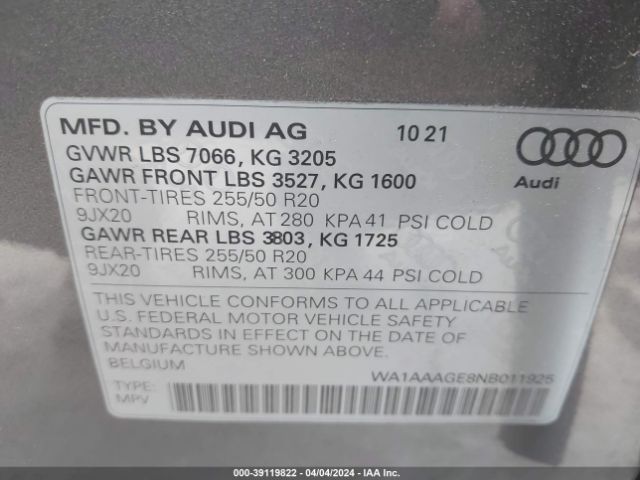 MFD. BY AUDI AG 10 21
GVWR LBS 7066, KG 3205
GAWR FRONT LBS 3527, KG 1600
Audi
FRONT-TIRES 255/50 R20
9JX20 RIMS, AT 280 KPA 41 PSI COLD
GAWR REAR LBS 3803, KG 1725
REAR-TIRES 255/50 R20
9JX20 RIMS, AT 300 KPA 44 PSI COLD
THIS VEHICLE CONFORMS TO ALL APPLICABLE
U.S. FEDERAL MOTOR VEHICLE SAFETY
STANDARDS IN EFFECT ON THE DATE OF
MANUFACTURE SHOWN ABOVE.
BELGIUM
WA1AAAGE8NB011925
TYPE:
MPV
000-39119822 - 04/04/2024 - IAA Inc.